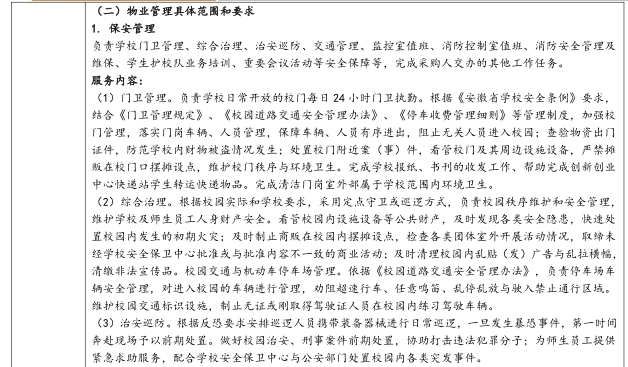 （二）物业管理具体范围和要求
1. 保安管理
负责学校门卫管理、综合治理、治安巡防、交通管理、监控室值班、消防控制室值班、消防安全管理及
维保、学生护校队业务培训、重要会议活动等安全保障等，完成采购人交办的其他工作任务。
服务内容：
（1）门卫管理。负责学校日常开放的校门每日 24 小时门卫执勤。根据《安徽省学校安全条例》要求，
结合《门卫管理规定》、《校园道路交通安全管理办法》、《停车收费管理细则》等管理制度，加强校
门管理，落实门岗车辆、人员管理，保障车辆、人员有序进出，阻止无关人员进入校园；查验物资出门
证件，防范学校内财物被盗情况发生；处置校门附近案（事）件，看管校门及其周边设施设备，严禁摊
贩在校门口摆摊设点，维护校门秩序与环境卫生。完成学校报纸、书刊的收发工作、帮助完成创新创业
中心快递站学生转运快递物品。完成清洁门岗室外部属于学校范围内环境卫生。
（2）综合治理。根据校园实际和学校要求，采用定点守卫或巡逻方式，负责校园秩序维护和安全管理，
维护学校及师生员工人身财产安全。看管校园内设施设备等公共财产，及时发现各类安全隐患，快速处
置校园内发生的初期火灾；及时制止商贩在校园内摆摊设点，检查各类团体室外开展活动情况，取缔未
经学校安全保卫中心批准或与批准内容不一致的商业活动；及时清理校园内乱贴（发）广告与乱拉横幅，
清缴非法宣传品。校园交通与机动车停车场管理。依据《校园道路交通安全管理办法》，负责停车场车
辆安全管理，对进入校园的车辆进行管理，劝阻超速行车、任意鸣笛、乱停乱放与驶入禁止通行区域。
维护校园交通标识设施，制止无证或刚取得驾驶证人员在校园内练习驾驶车辆。
（3）治安巡防。根据反恐要求安排巡逻人员携带装备器械进行日常巡逻，一旦发生暴恐事件，第一时间
奔赴现场予以前期处置。做好校园治安、刑事案件前期处置，协助打击违法犯罪分子；为师生员工提供
紧急求助服务，配合学校安全保卫中心与公安部门处置校园内各类突发事件。